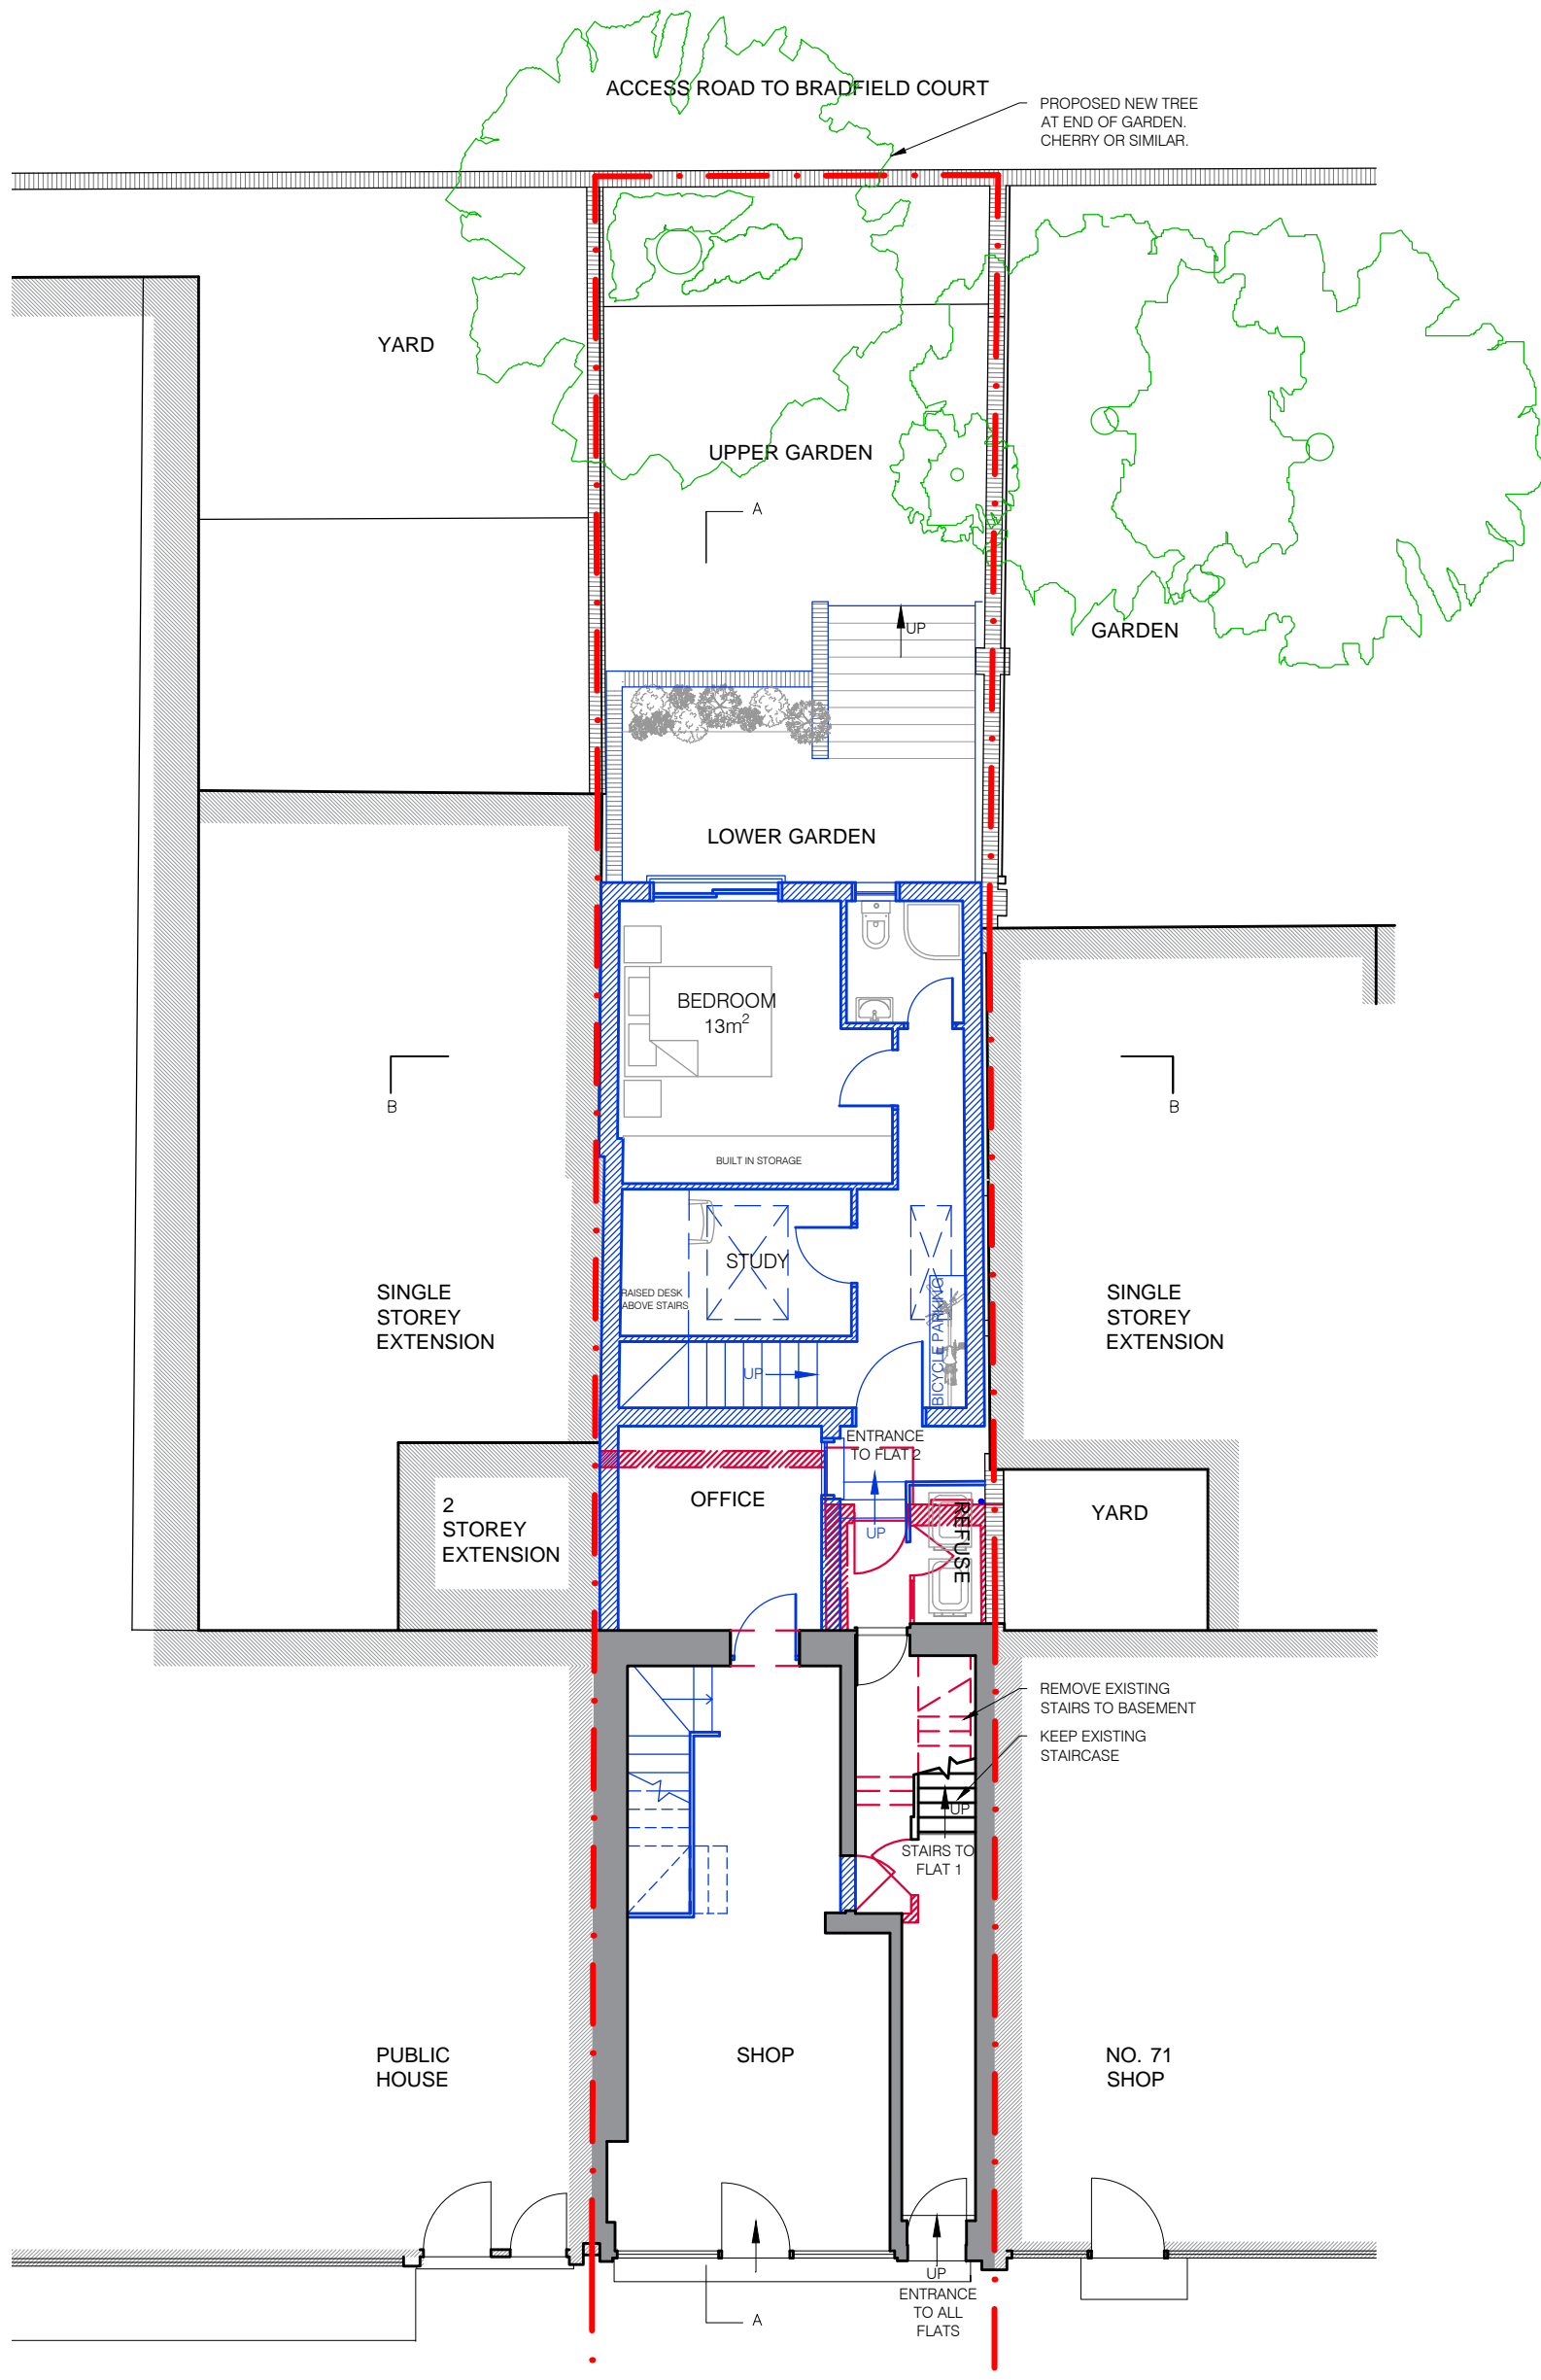 ACCESS ROAD TO BRADFIELD COURT
PROPOSED NEW TREE
AT END OF GARDEN.
CHERRY OR SIMILAR.
YARD
UPPER GARDEN
A
UP
GARDEN
LOWER GARDEN
BEDROOM
13m²
B
B
BUILT IN STORAGE
STUDY
RAISED DESK
ABOVE STAIRS
BICYCLE PARKING
SINGLE
STOREY
EXTENSION
SINGLE
STOREY
EXTENSION
UP
ENTRANCE
TO FLAT 2
OFFICE
2
STOREY
EXTENSION
UP
REFUSE
YARD
REMOVE EXISTING
STAIRS TO BASEMENT
KEEP EXISTING
STAIRCASE
UP
STAIRS TO
FLAT 1
PUBLIC
HOUSE
SHOP
NO. 71
SHOP
UP
ENTRANCE
TO ALL
FLATS
A